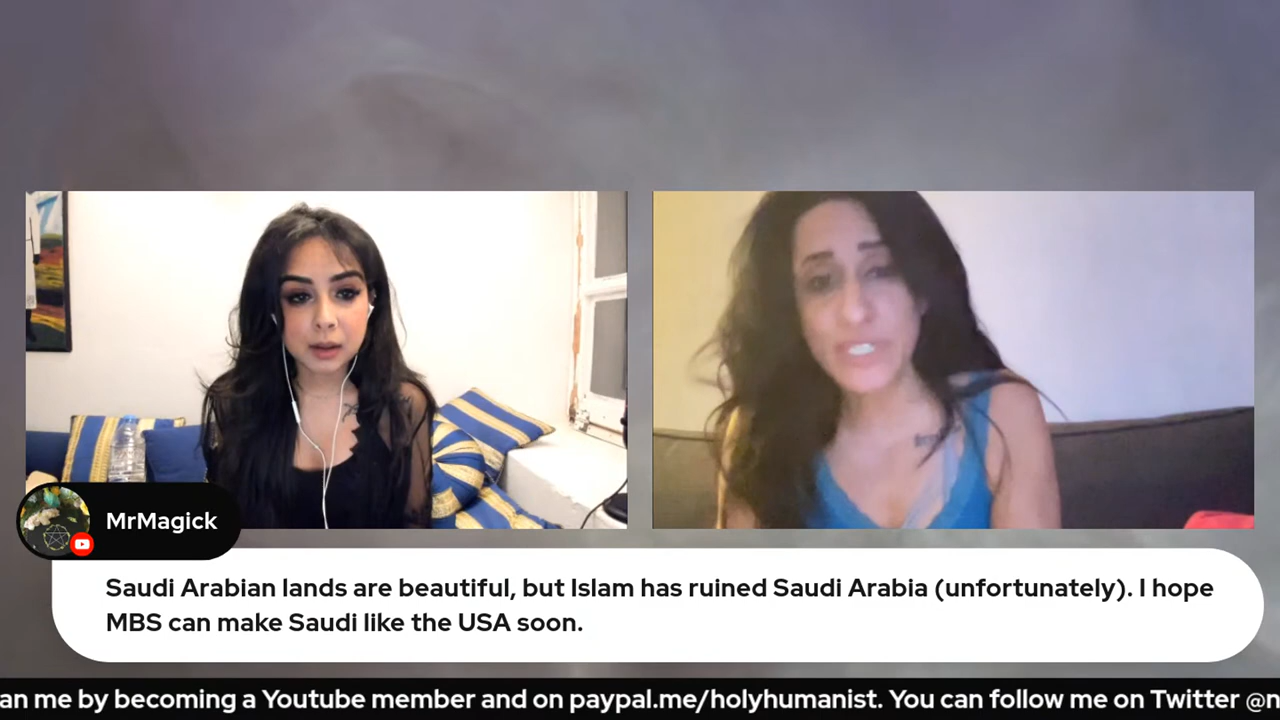 MrMagick
Saudi Arabian lands are beautiful, but Islam has ruined Saudi Arabia (unfortunately). I hope
MBS can make Saudi like the USA soon.
an me by becoming a Youtube member and on paypal.me/holyhumanist. You can follow me on Twitter @n